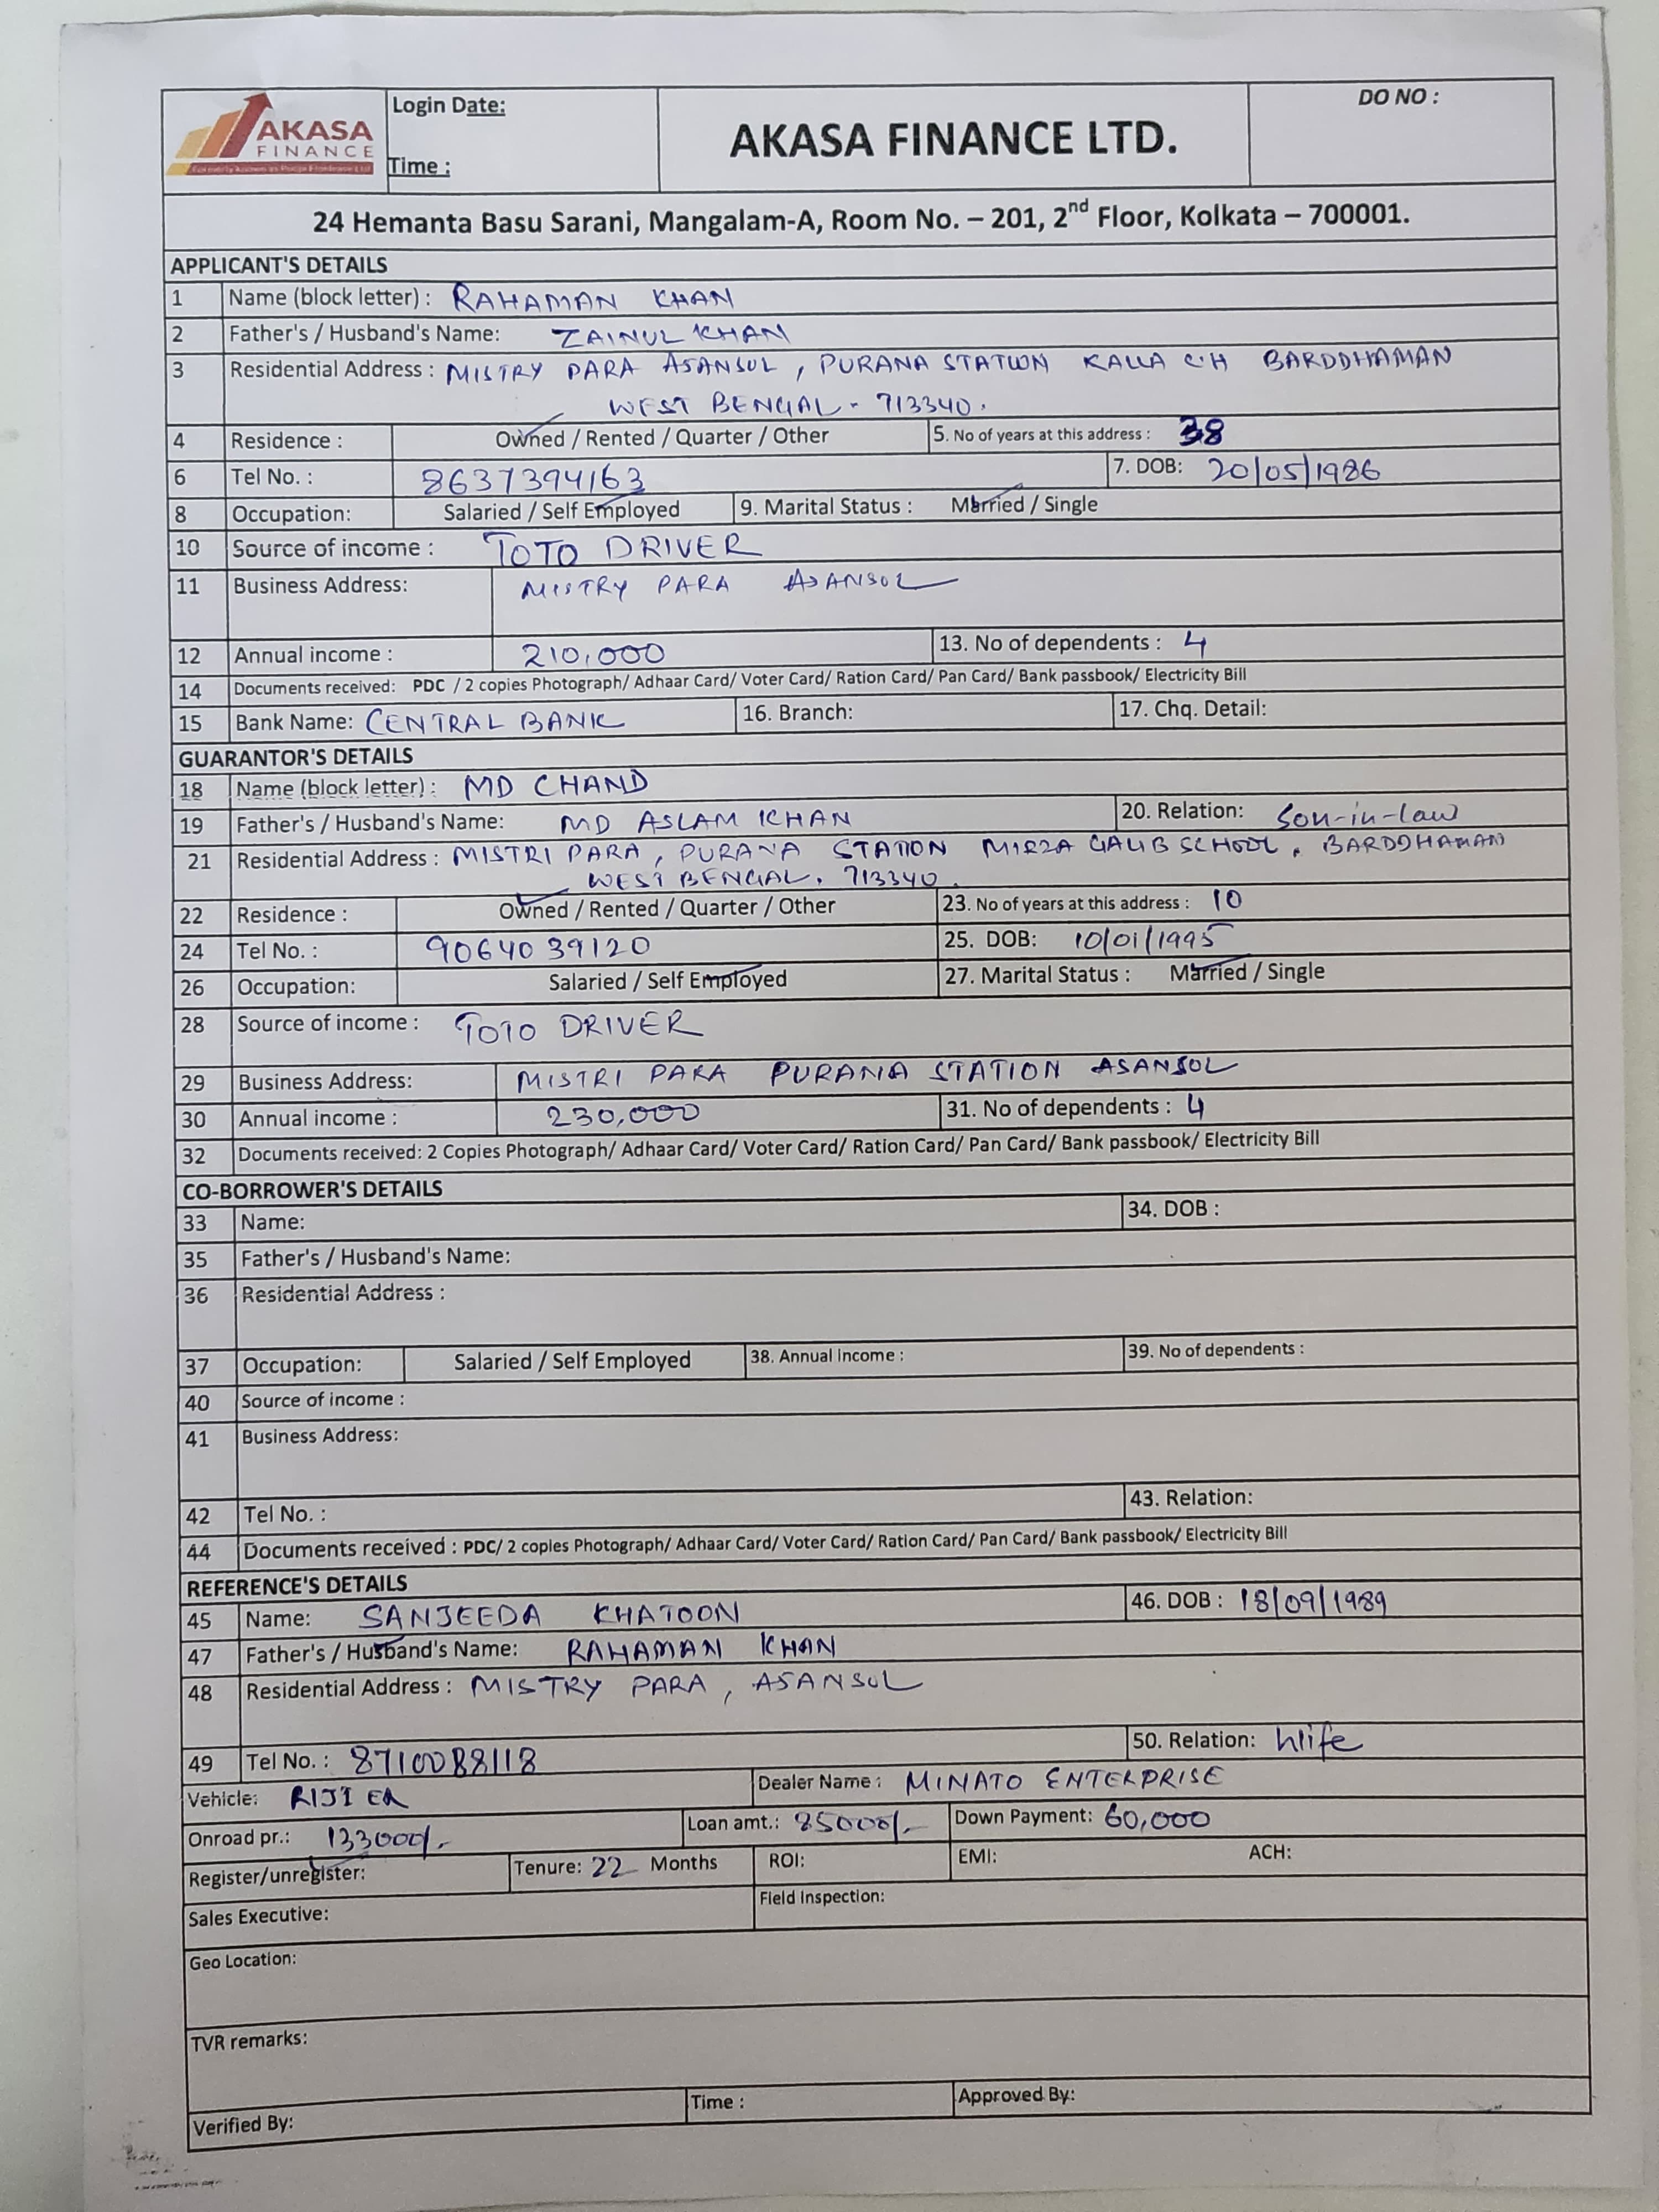 AKASA
FINANCE
Login Date:
Time :
AKASA FINANCE LTD.
DO NO :
24 Hemanta Basu Sarani, Mangalam-A, Room No. – 201, 2nd Floor, Kolkata – 700001.
APPLICANT'S DETAILS
1 Name (block letter) : RAHAMAN KHAN
2 Father's / Husband's Name: ZAINUL KHAN
3 Residential Address : MISTRY PARA ASANSOL , PURANA STATION KALLA C.H BARDDHAMAN
WEST BENGAL - 713340.
4 Residence : Owned / Rented / Quarter / Other 5. No of years at this address : 38
6 Tel No. : 8637394163 7. DOB: 20/05/1986
8 Occupation: Salaried / Self Employed 9. Marital Status : Married / Single
10 Source of income : TOTO DRIVER
11 Business Address: MISTRY PARA ASANSOL
12 Annual income : 210,000 13. No of dependents : 4
14 Documents received: PDC / 2 copies Photograph/ Adhaar Card/ Voter Card/ Ration Card/ Pan Card/ Bank passbook/ Electricity Bill
15 Bank Name: CENTRAL BANK 16. Branch: 17. Chq. Detail:
GUARANTOR'S DETAILS
18 Name (block letter) : MD CHAND
19 Father's / Husband's Name: MD ASLAM KHAN 20. Relation: Son-in-law
21 Residential Address : MISTRI PARA , PURANA STATION MIRZA GALIB SCHOOL , BARDDHAMAN
WEST BENGAL. 713340.
22 Residence : Owned / Rented / Quarter / Other 23. No of years at this address : 10
24 Tel No. : 9064039120 25. DOB: 10/01/1995
26 Occupation: Salaried / Self Employed 27. Marital Status : Married / Single
28 Source of income : TOTO DRIVER
29 Business Address: MISTRI PARA PURANA STATION ASANSOL
30 Annual income : 230,000 31. No of dependents : 4
32 Documents received: 2 Copies Photograph/ Adhaar Card/ Voter Card/ Ration Card/ Pan Card/ Bank passbook/ Electricity Bill
CO-BORROWER'S DETAILS
33 Name: 34. DOB :
35 Father's / Husband's Name:
36 Residential Address :
37 Occupation: Salaried / Self Employed 38. Annual Income : 39. No of dependents :
40 Source of income :
41 Business Address:
42 Tel No. : 43. Relation:
44 Documents received : PDC/ 2 copies Photograph/ Adhaar Card/ Voter Card/ Ration Card/ Pan Card/ Bank passbook/ Electricity Bill
REFERENCE'S DETAILS
45 Name: SANJEEDA KHATOON 46. DOB : 18/09/1989
47 Father's / Husband's Name: RAHAMAN KHAN
48 Residential Address : MISTRY PARA , ASANSOL
49 Tel No. : 8710088118 50. Relation: Wife
Vehicle: RIJI ER Dealer Name : MINATO ENTERPRISE
Onroad pr.: 133000/- Loan amt.: 85000/- Down Payment: 60,000
Register/unregister: Tenure: 22 Months ROI: EMI: ACH:
Sales Executive: Field Inspection:
Geo Location:
TVR remarks:
Verified By: Time : Approved By: